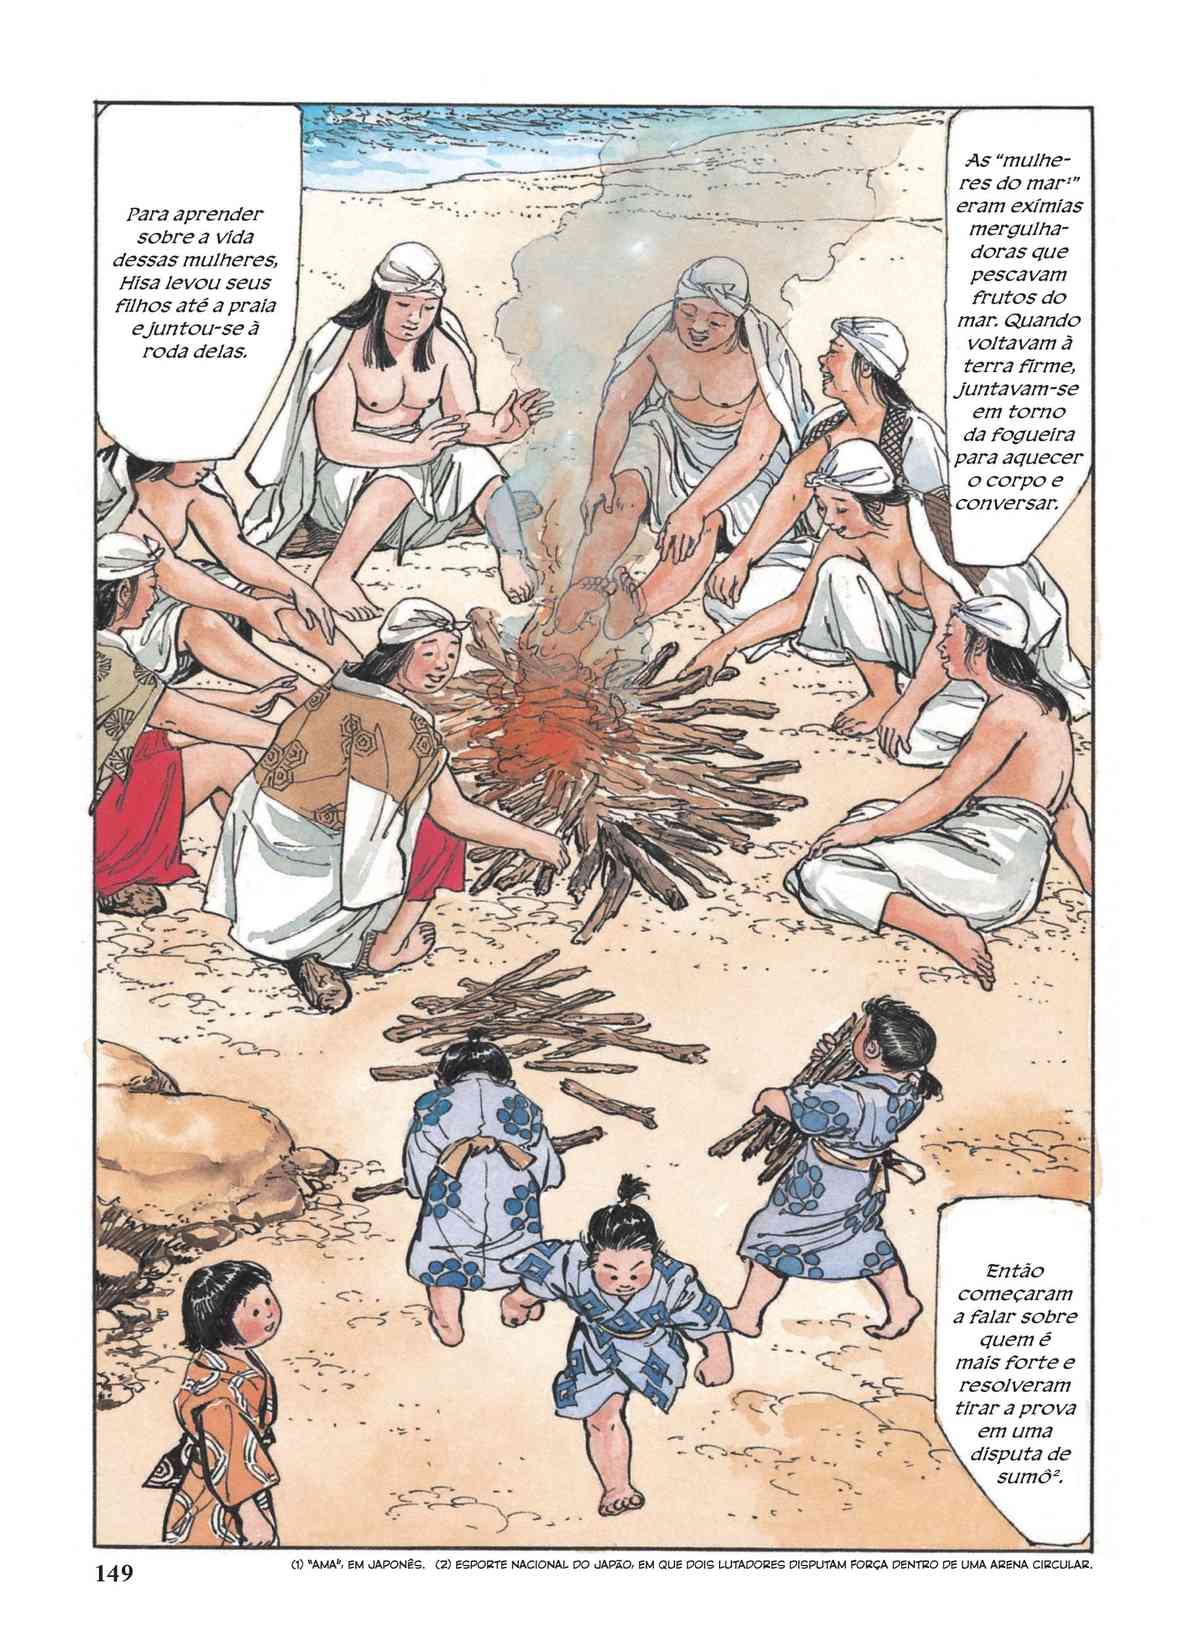 As “mulhe-
res do mar¹”
eram exímias
mergulha-
doras que
pescavam
frutos do
mar. Quando
voltavam à
terra firme,
juntavam-se
em torno
da fogueira
para aquecer
o corpo e
conversar.
Para aprender
sobre a vida
dessas mulheres,
Hisa levou seus
filhos até a praia
e juntou-se à
roda delas.
Então
começaram
a falar sobre
quem é
mais forte e
resolveram
tirar a prova
em uma
disputa de
sumô².
149
(1) "AMA", EM JAPONÊS. (2) ESPORTE NACIONAL DO JAPÃO, EM QUE DOIS LUTADORES DISPUTAM FORÇA DENTRO DE UMA ARENA CIRCULAR.